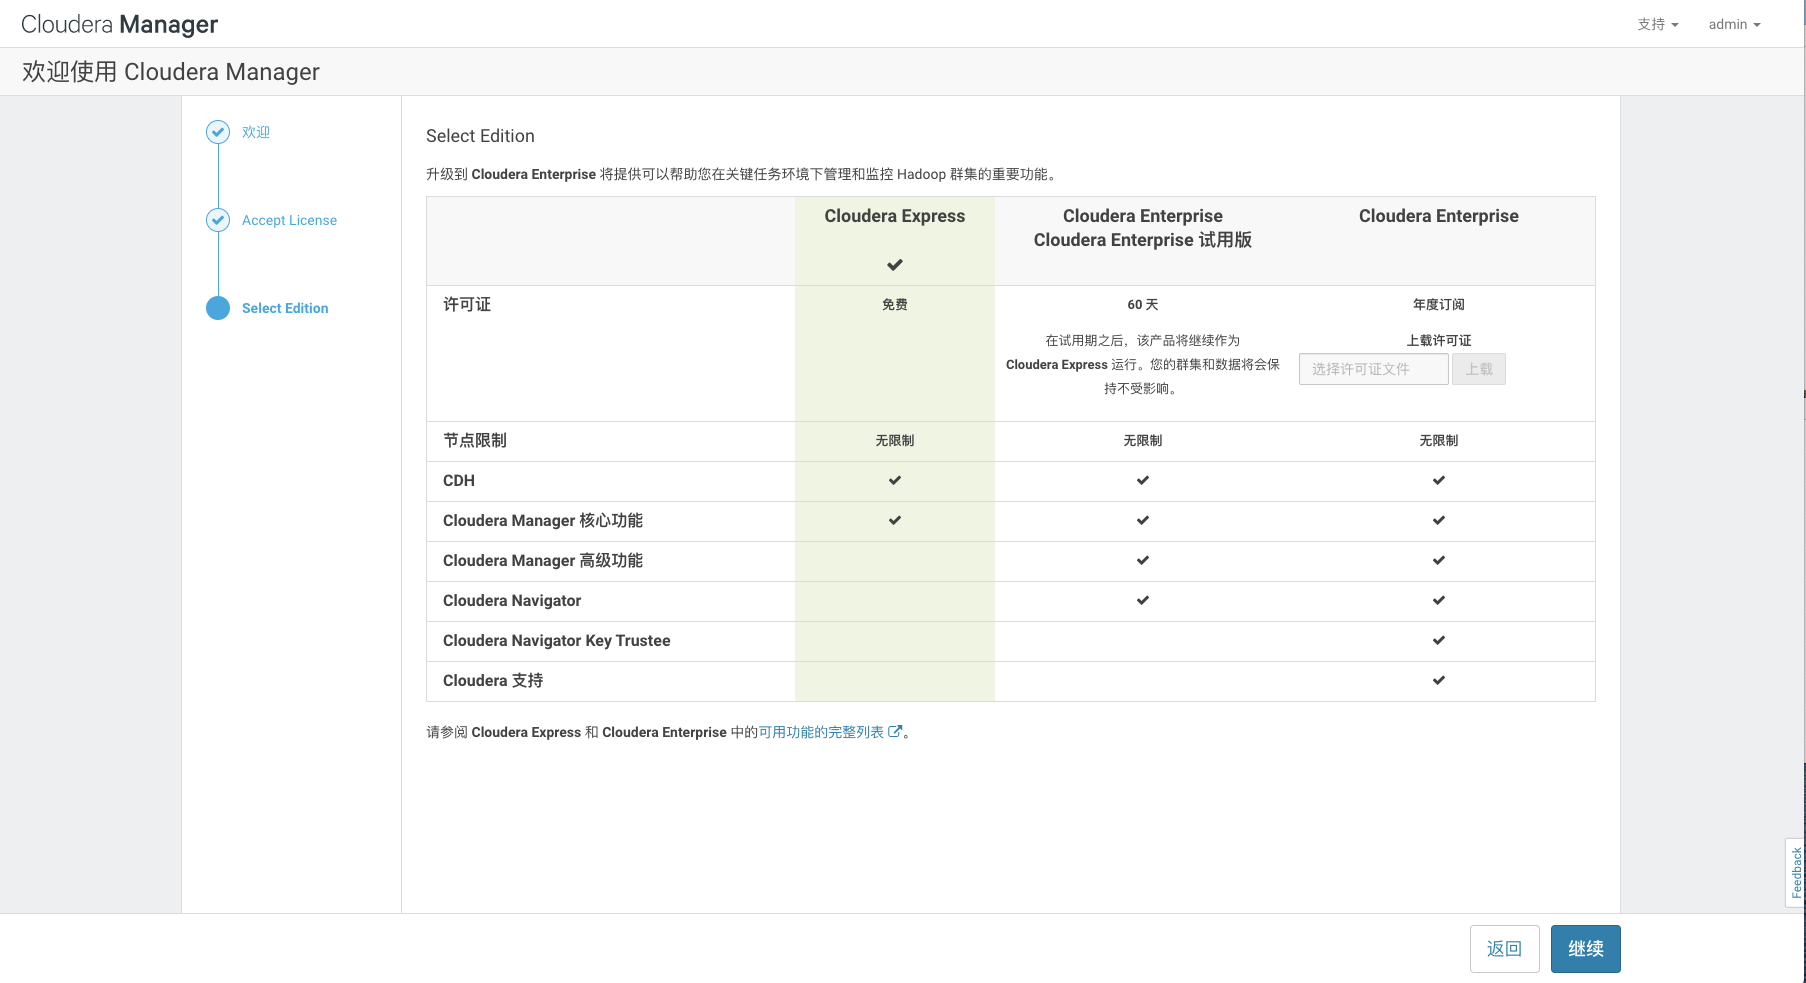 Cloudera Manager
支持
admin
欢迎使用 Cloudera Manager
欢迎
Accept License
Select Edition
Select Edition
升级到 Cloudera Enterprise 将提供可以帮助您在关键任务环境下管理和监控 Hadoop 群集的重要功能。
Cloudera Express
Cloudera Enterprise
Cloudera Enterprise 试用版
Cloudera Enterprise
许可证
免费
60 天
在试用期之后，该产品将继续作为
Cloudera Express 运行。您的群集和数据将会保
持不受影响。
年度订阅
上载许可证
选择许可证文件
上载
节点限制
无限制
无限制
无限制
CDH
Cloudera Manager 核心功能
Cloudera Manager 高级功能
Cloudera Navigator
Cloudera Navigator Key Trustee
Cloudera 支持
请参阅 Cloudera Express 和 Cloudera Enterprise 中的可用功能的完整列表。
Feedback
返回
继续